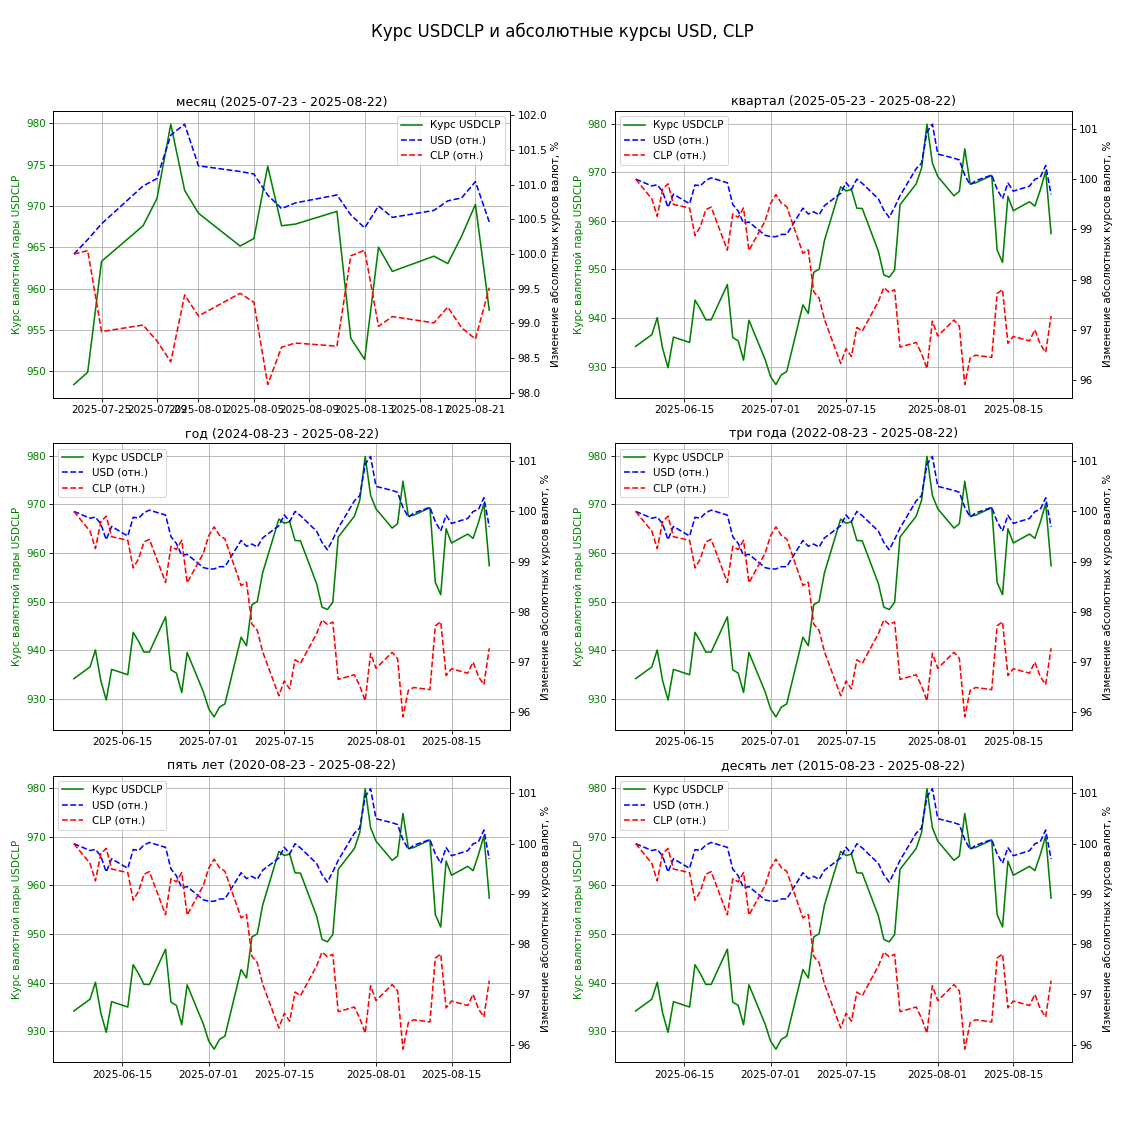 Курс USDCLP и абсолютные курсы USD, CLP
месяц (2025-07-23 - 2025-08-22)
Курс валютной пары USDCLP
980
975
970
965
960
955
950
Курс USDCLP
USD (отн.)
CLP (отн.)
102.0
101.5
101.0
100.5
100.0
99.5
99.0
98.5
98.0
Изменение абсолютных курсов валют, %
2025-07-25
2025-07-29
2025-08-01
2025-08-05
2025-08-09
2025-08-13
2025-08-17
2025-08-21
квартал (2025-05-23 - 2025-08-22)
Курс валютной пары USDCLP
980
970
960
950
940
930
Курс USDCLP
USD (отн.)
CLP (отн.)
101
100
99
98
97
96
Изменение абсолютных курсов валют, %
2025-06-15
2025-07-01
2025-07-15
2025-08-01
2025-08-15
год (2024-08-23 - 2025-08-22)
Курс валютной пары USDCLP
980
970
960
950
940
930
Курс USDCLP
USD (отн.)
CLP (отн.)
101
100
99
98
97
96
Изменение абсолютных курсов валют, %
2025-06-15
2025-07-01
2025-07-15
2025-08-01
2025-08-15
три года (2022-08-23 - 2025-08-22)
Курс валютной пары USDCLP
980
970
960
950
940
930
Курс USDCLP
USD (отн.)
CLP (отн.)
101
100
99
98
97
96
Изменение абсолютных курсов валют, %
2025-06-15
2025-07-01
2025-07-15
2025-08-01
2025-08-15
пять лет (2020-08-23 - 2025-08-22)
Курс валютной пары USDCLP
980
970
960
950
940
930
Курс USDCLP
USD (отн.)
CLP (отн.)
101
100
99
98
97
96
Изменение абсолютных курсов валют, %
2025-06-15
2025-07-01
2025-07-15
2025-08-01
2025-08-15
десять лет (2015-08-23 - 2025-08-22)
Курс валютной пары USDCLP
980
970
960
950
940
930
Курс USDCLP
USD (отн.)
CLP (отн.)
101
100
99
98
97
96
Изменение абсолютных курсов валют, %
2025-06-15
2025-07-01
2025-07-15
2025-08-01
2025-08-15